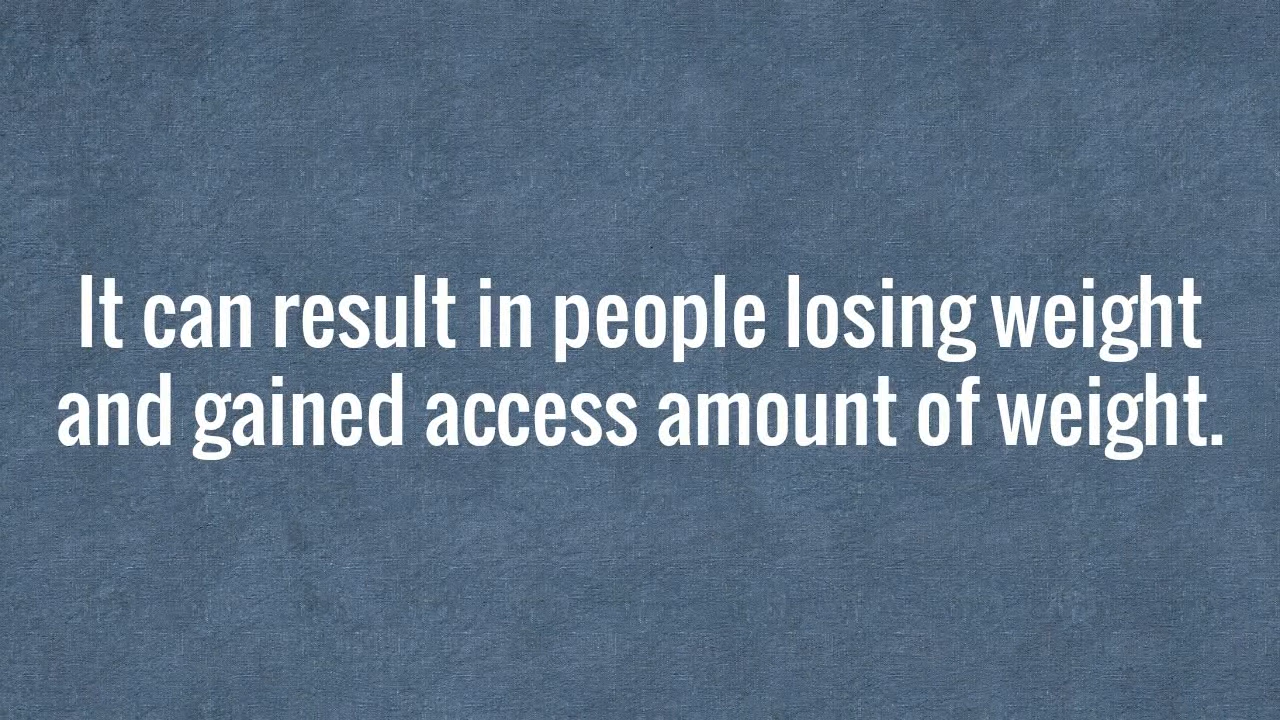 It can result in people losing weight
and gained access amount of weight.